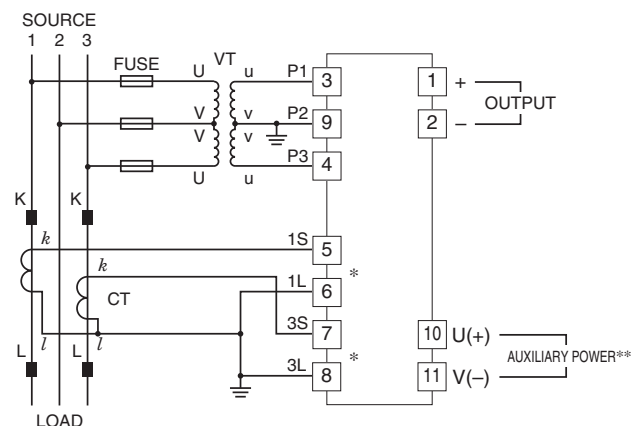 SOURCE
1 2 3
FUSE
VT
U u P1 3
1 +
OUTPUT
V v P2 9
2 –
V v
U u P3 4
K K
k 1S 5
*
k 1L 6
CT
3S 7
10 U(+)
AUXILIARY POWER**
l l
*
L L 3L 8
11 V(–)
LOAD